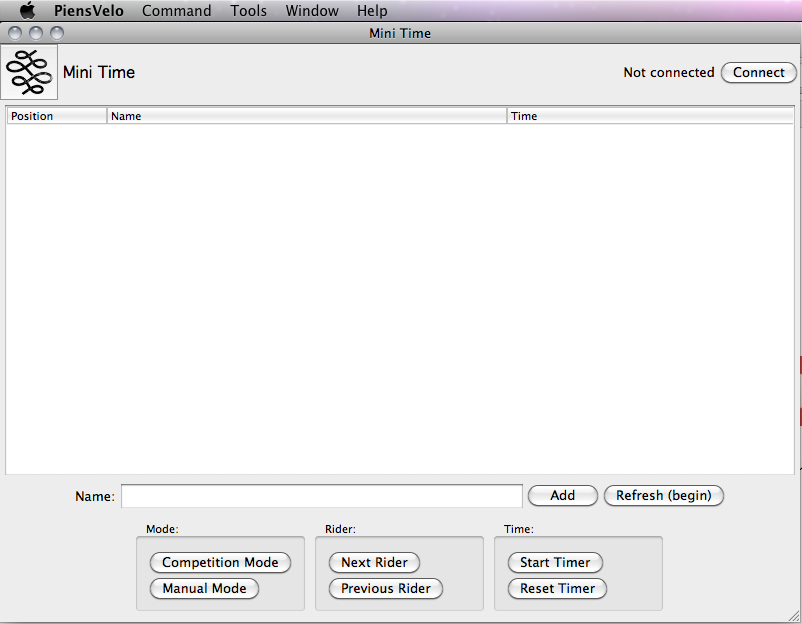 PiensVelo Command Tools Window Help
Mini Time
Mini Time
Not connected Connect
Position Name Time
Name: Add Refresh (begin)
Mode: Rider: Time:
Competition Mode Next Rider Start Timer
Manual Mode Previous Rider Reset Timer